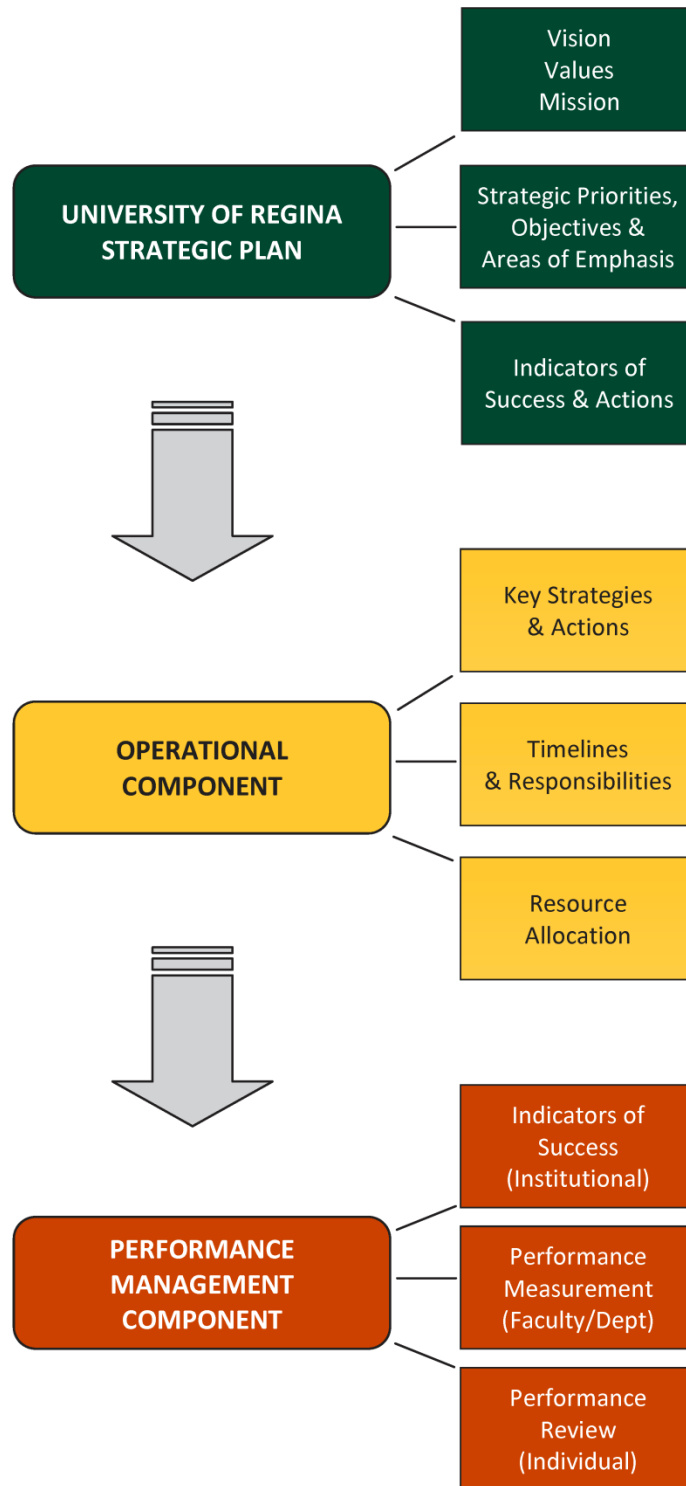 Vision
Values
Mission
UNIVERSITY OF REGINA
STRATEGIC PLAN
Strategic Priorities,
Objectives &
Areas of Emphasis
Indicators of
Success & Actions
Key Strategies
& Actions
OPERATIONAL
COMPONENT
Timelines
& Responsibilities
Resource
Allocation
Indicators of
Success
(Institutional)
PERFORMANCE
MANAGEMENT
COMPONENT
Performance
Measurement
(Faculty/Dept)
Performance
Review
(Individual)